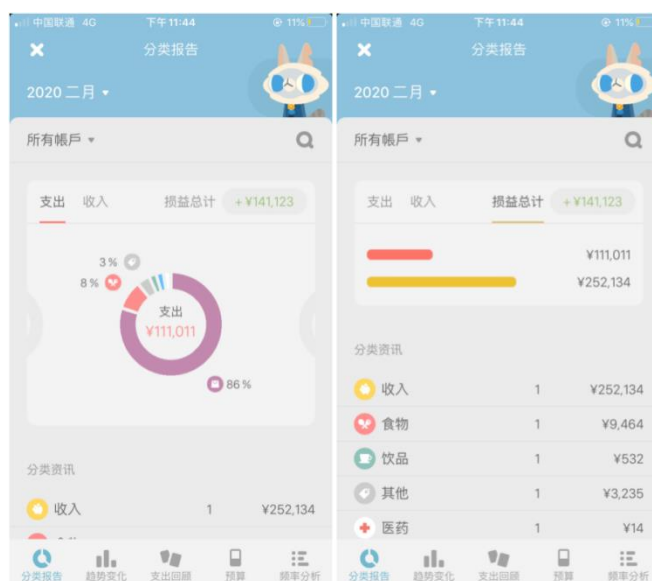 中国联通 4G 下午11:44 11%
分类报告
2020 二月
所有帳戶
支出 收入 损益总计 +¥141,123
3%
8%
支出
¥111,011
86%
分类资讯
收入 1 ¥252,134
分类报告 趋势变化 支出回顾 预算 频率分析
中国联通 4G 下午11:44 11%
分类报告
2020 二月
所有帳戶
支出 收入 损益总计 +¥141,123
¥111,011
¥252,134
分类资讯
收入 1 ¥252,134
食物 1 ¥9,464
饮品 1 ¥532
其他 1 ¥3,235
医药 1 ¥14
分类报告 趋势变化 支出回顾 预算 频率分析